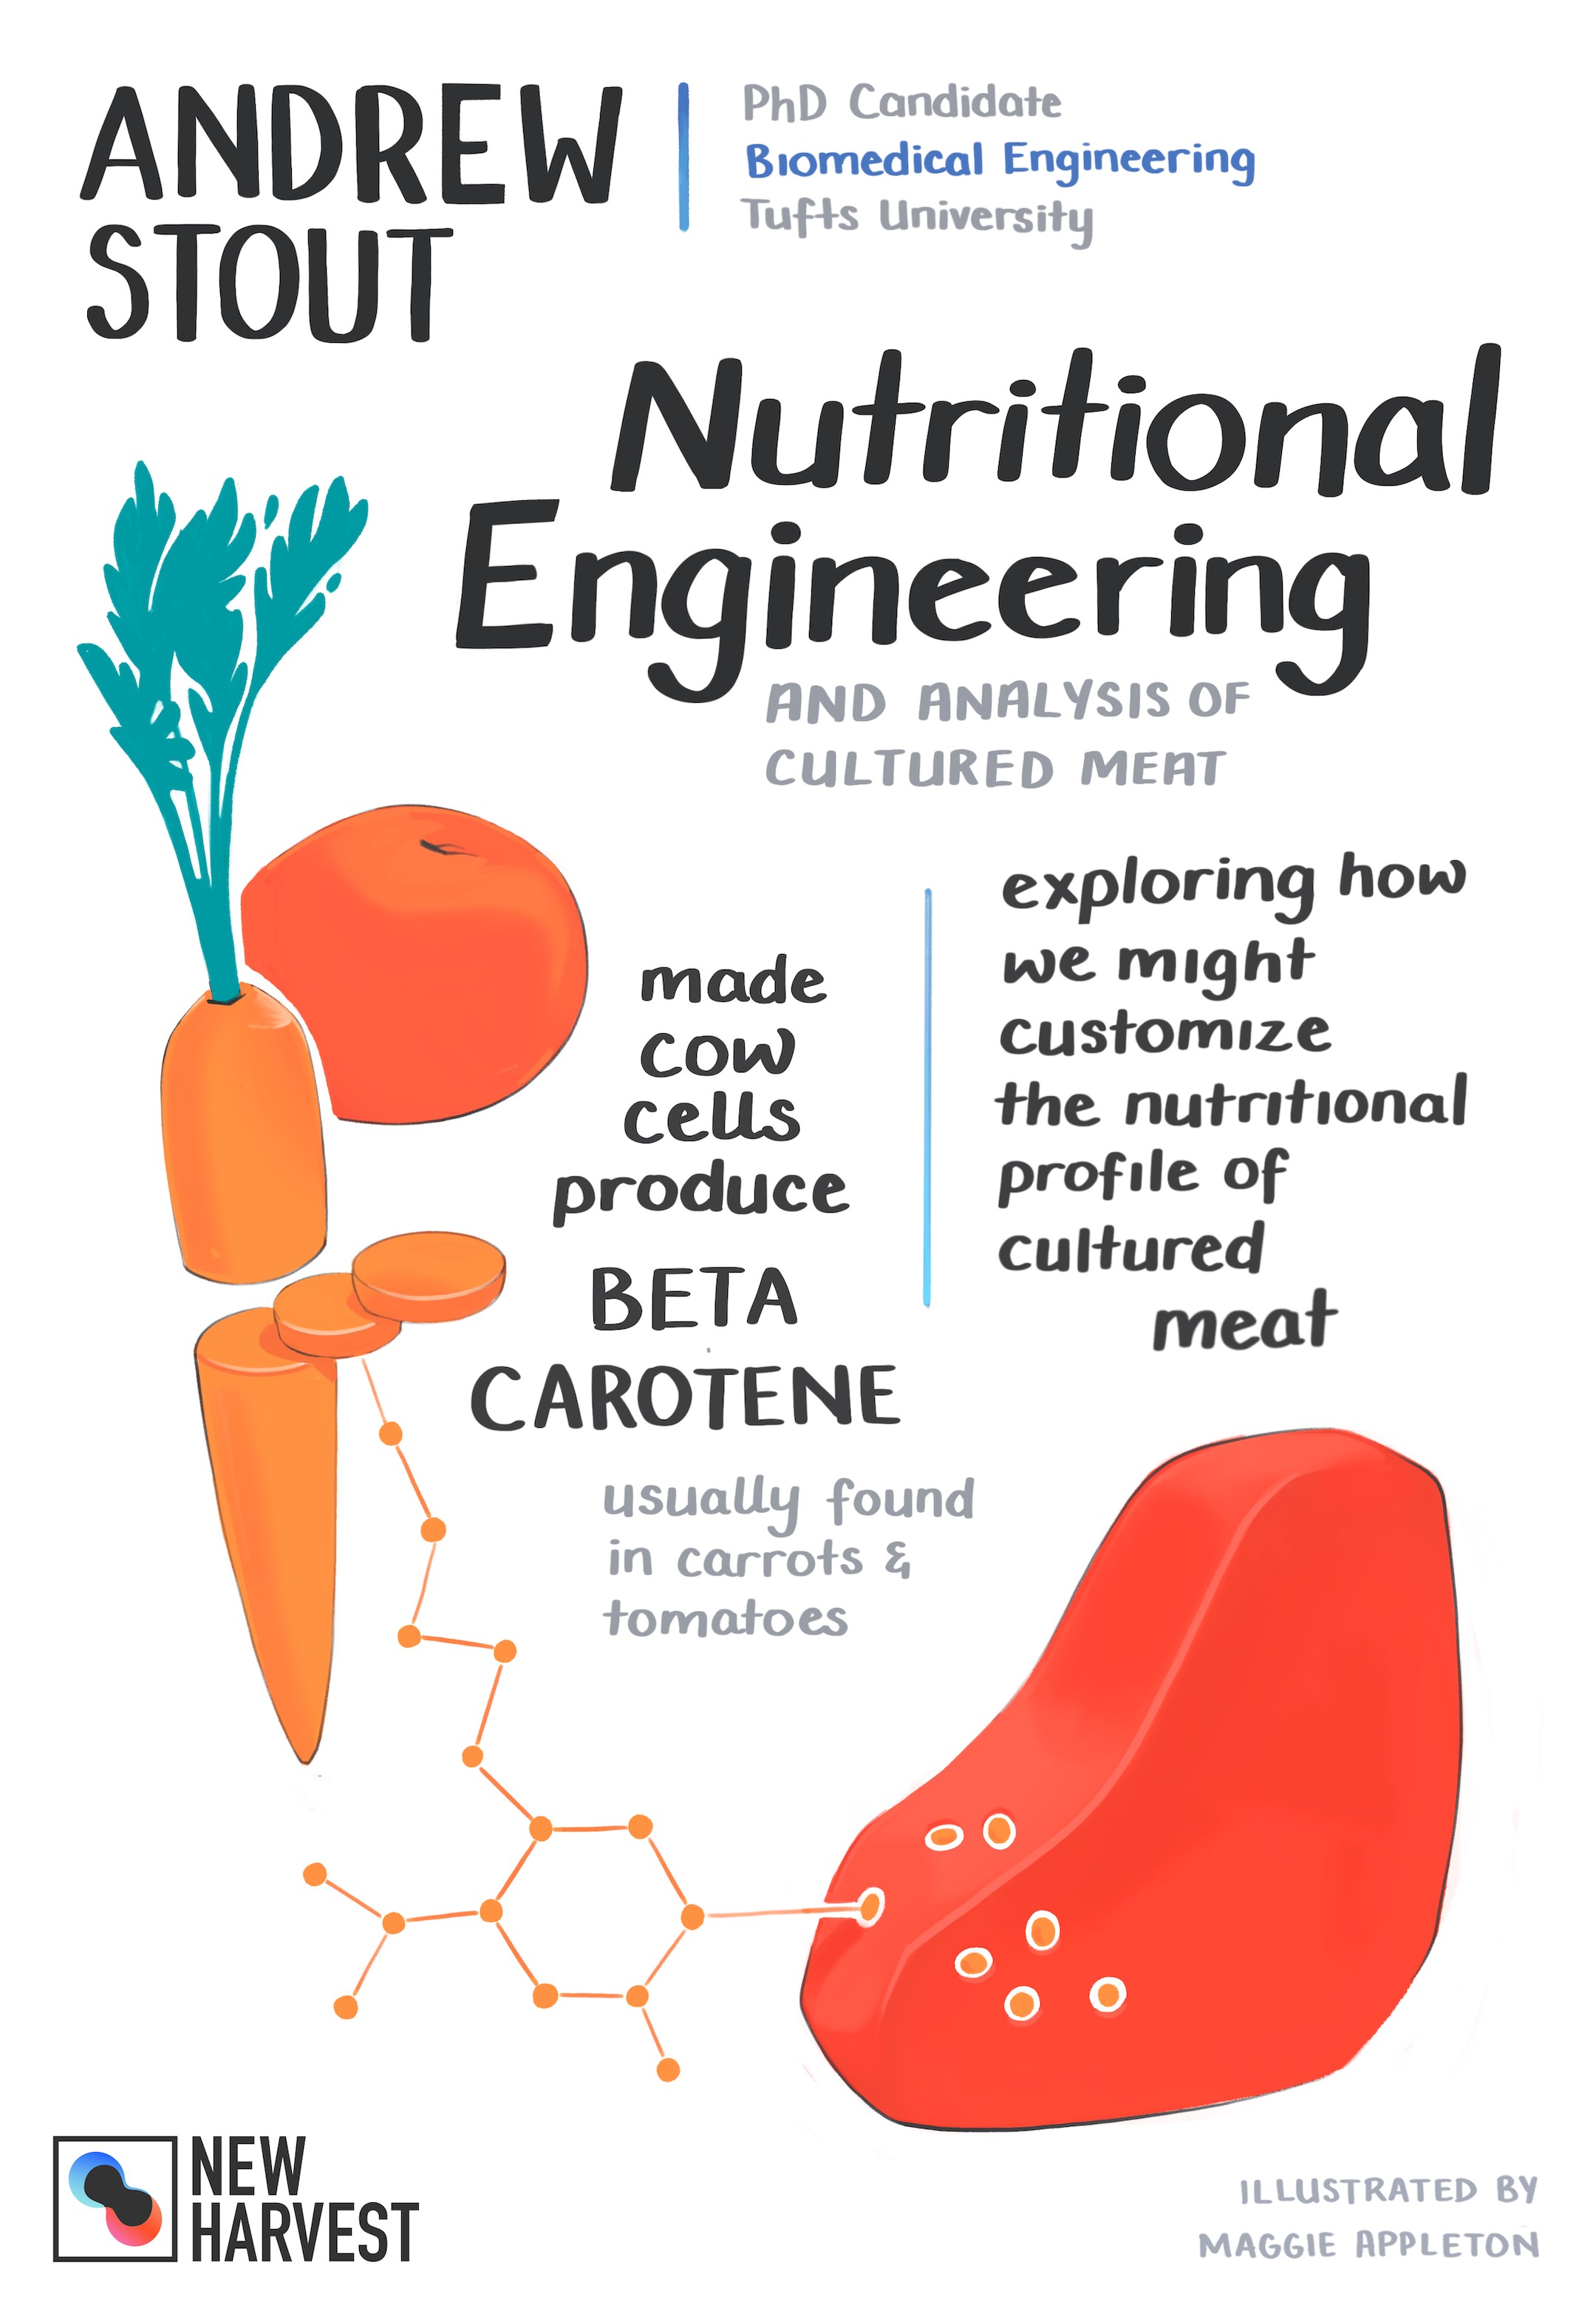 ANDREW
STOUT
PhD Candidate
Biomedical Engineering
Tufts University
Nutritional
Engineering
AND ANALYSIS OF
CULTURED MEAT
made
cow
cells
produce
BETA
CAROTENE
usually found
in carrots &
tomatoes
exploring how
we might
customize
the nutritional
profile of
cultured
meat
NEW
HARVEST
ILLUSTRATED BY
MAGGIE APPLETON